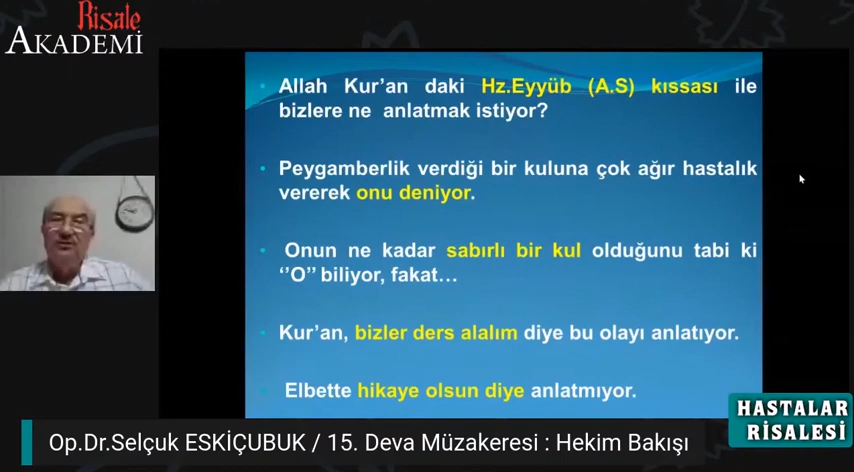 Risale
AKADEMİ
Allah Kur’an daki Hz.Eyyüb (A.S) kıssası ile
bizlere ne anlatmak istiyor?
Peygamberlik verdiği bir kuluna çok ağır hastalık
vererek onu deniyor.
Onun ne kadar sabırlı bir kul olduğunu tabi ki
‘’O’’ biliyor, fakat…
Kur’an, bizler ders alalım diye bu olayı anlatıyor.
Elbette hikaye olsun diye anlatmıyor.
HASTALAR
RİSALESİ
Op.Dr.Selçuk ESKİÇUBUK / 15. Deva Müzakeresi : Hekim Bakışı